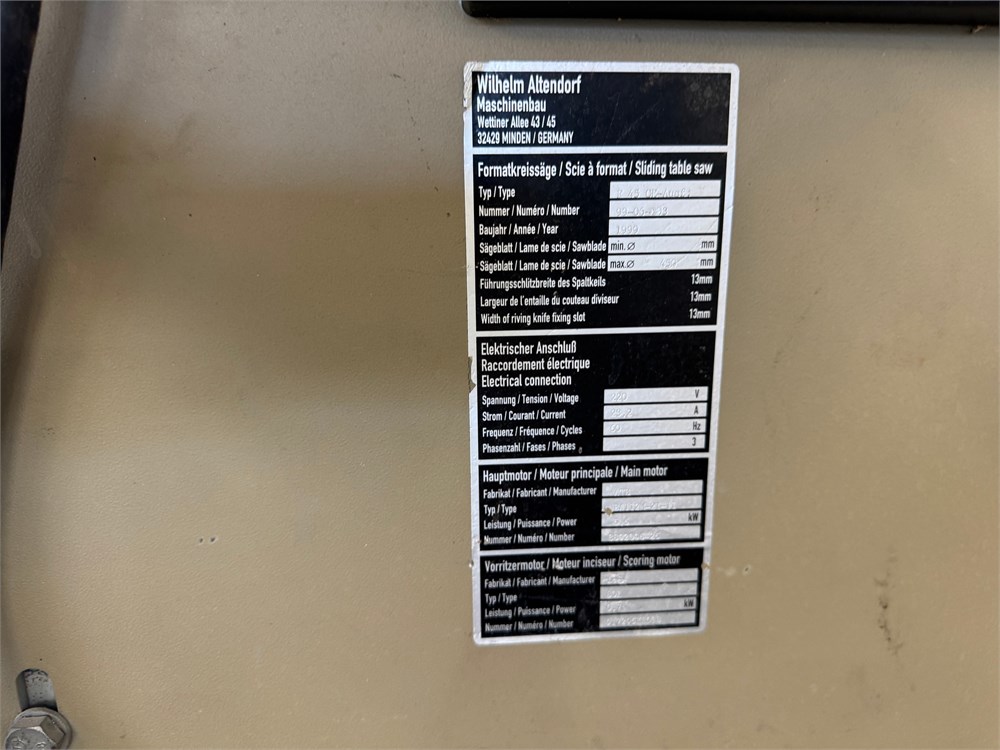 Wilhelm Altendorf
Maschinenbau
Wettiner Allee 43 / 45
32429 MINDEN / GERMANY
Formatkreissäge / Scie à format / Sliding table saw
Typ / Type
Nummer / Numéro / Number
Baujahr / Année / Year 1999
Sägeblatt / Lame de scie / Sawblade min. ⌀ mm
Sägeblatt / Lame de scie / Sawblade max. ⌀ 450 mm
Führungsschlitzbreite des Spaltkeils 13mm
Largeur de l'entaille du couteau diviseur 13mm
Width of riving knife fixing slot 13mm
Elektrischer Anschluß
Raccordement électrique
Electrical connection
Spannung / Tension / Voltage V
Strom / Courant / Current A
Frequenz / Fréquence / Cycles Hz
Phasenzahl / Fases / Phases 3
Hauptmotor / Moteur principale / Main motor
Fabrikat / Fabricant / Manufacturer
Typ / Type
Leistung / Puissance / Power kW
Nummer / Numéro / Number
Vorritzermotor / Moteur inciseur / Scoring motor
Fabrikat / Fabricant / Manufacturer
Typ / Type
Leistung / Puissance / Power kW
Nummer / Numéro / Number